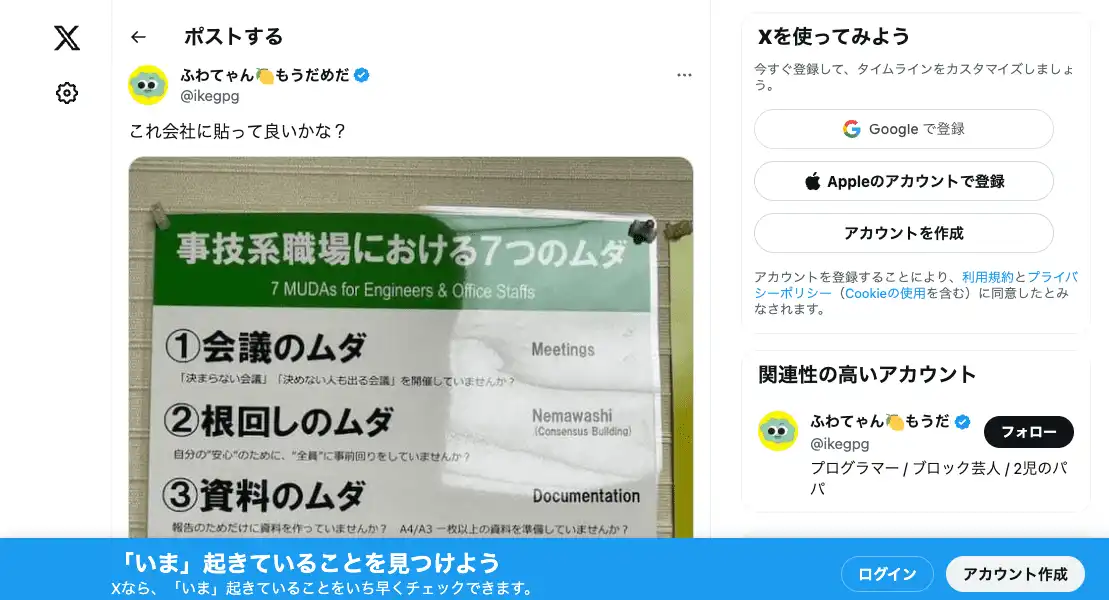 ポストする
ふわてゃん🍋もうだめだ
@ikegpg
これ会社に貼って良いかな？
事技系職場における7つのムダ
7 MUDAs for Engineers & Office Staffs
①会議のムダ
Meetings
「決まらない会議」「決めない人も出る会議」を開催していませんか？
②根回しのムダ
Nemawashi
(Consensus Building)
自分の"安心"のために、"全員"に事前回りをしていませんか？
③資料のムダ
Documentation
報告のためだけに資料を作っていませんか？ A4/A3 一枚以上の資料を準備していませんか？
Xを使ってみよう
今すぐ登録して、タイムラインをカスタマイズしましょ
う。
Google で登録
Appleのアカウントで登録
アカウントを作成
アカウントを登録することにより、利用規約とプライバ
シーポリシー（Cookieの使用を含む）に同意したとみ
なされます。
関連性の高いアカウント
ふわてゃん🍋もうだ
@ikegpg
フォロー
プログラマー / ブロック芸人 / 2児のパ
パ
「いま」起きていることを見つけよう
Xなら、「いま」起きていることをいち早くチェックできます。
ログイン
アカウント作成